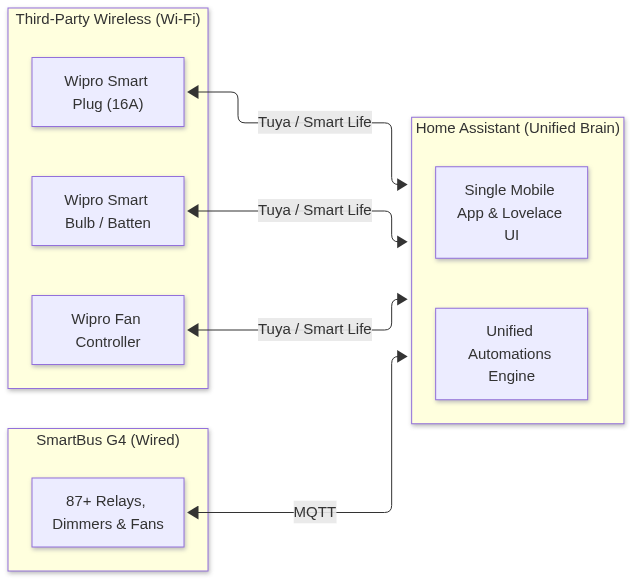 Third-Party Wireless (Wi-Fi)
Wipro Smart
Plug (16A)
Wipro Smart
Bulb / Batten
Wipro Fan
Controller
Tuya / Smart Life
Tuya / Smart Life
Tuya / Smart Life
Home Assistant (Unified Brain)
Single Mobile
App & Lovelace
UI
Unified
Automations
Engine
SmartBus G4 (Wired)
87+ Relays,
Dimmers & Fans
MQTT